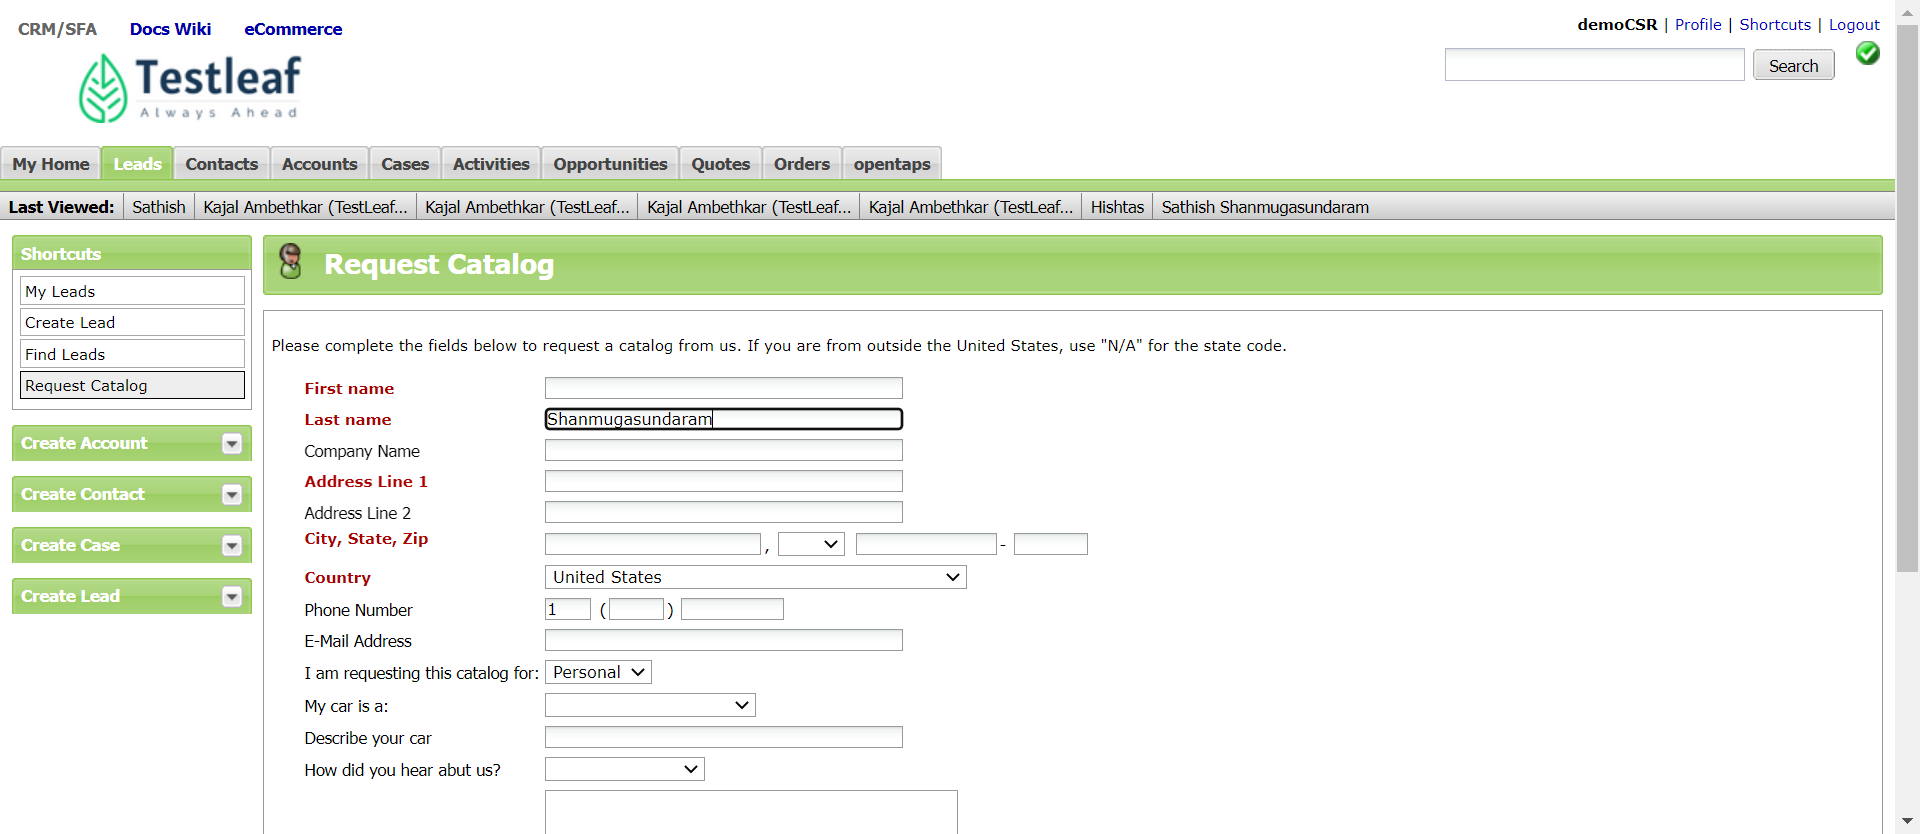 CRM/SFA Docs Wiki eCommerce
demoCSR | Profile | Shortcuts | Logout
Testleaf
Always Ahead
Search
My Home Leads Contacts Accounts Cases Activities Opportunities Quotes Orders opentaps
Last Viewed: Sathish Kajal Ambethkar (TestLeaf... Kajal Ambethkar (TestLeaf... Kajal Ambethkar (TestLeaf... Kajal Ambethkar (TestLeaf... Hishtas Sathish Shanmugasundaram
Shortcuts
My Leads
Create Lead
Find Leads
Request Catalog
Create Account
Create Contact
Create Case
Create Lead
Request Catalog
Please complete the fields below to request a catalog from us. If you are from outside the United States, use "N/A" for the state code.
First name
Last name Shanmugasundaram
Company Name
Address Line 1
Address Line 2
City, State, Zip , -
Country United States
Phone Number 1 ( )
E-Mail Address
I am requesting this catalog for: Personal
My car is a:
Describe your car
How did you hear abut us?